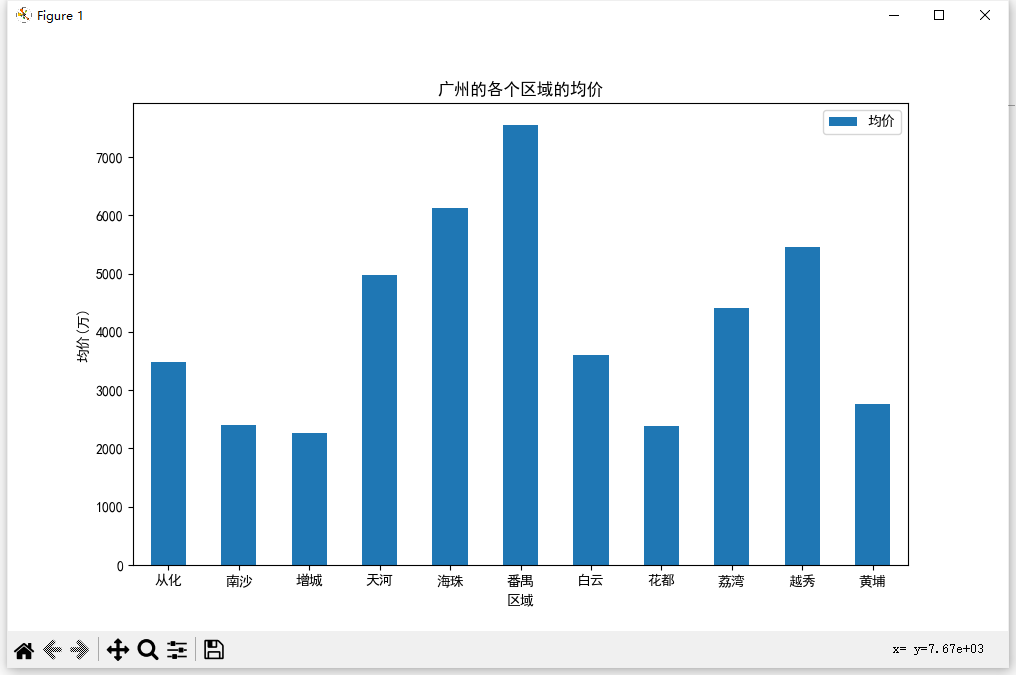 Figure 1
广州的各个区域的均价
均价
均价(万)
7000
6000
5000
4000
3000
2000
1000
0
从化 南沙 增城 天河 海珠 番禺 白云 花都 荔湾 越秀 黄埔
区域
x= y=7.67e+03